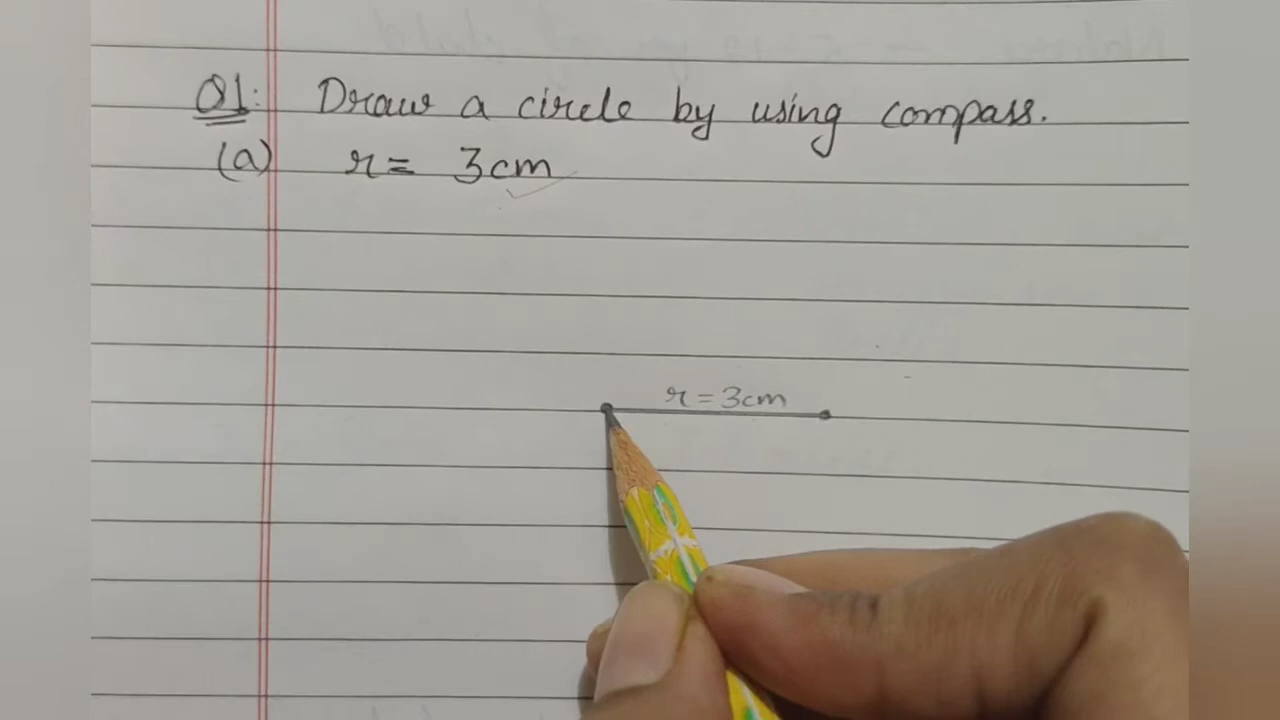 Q1: Draw a circle by using compass.
(a) r = 3cm
r = 3cm